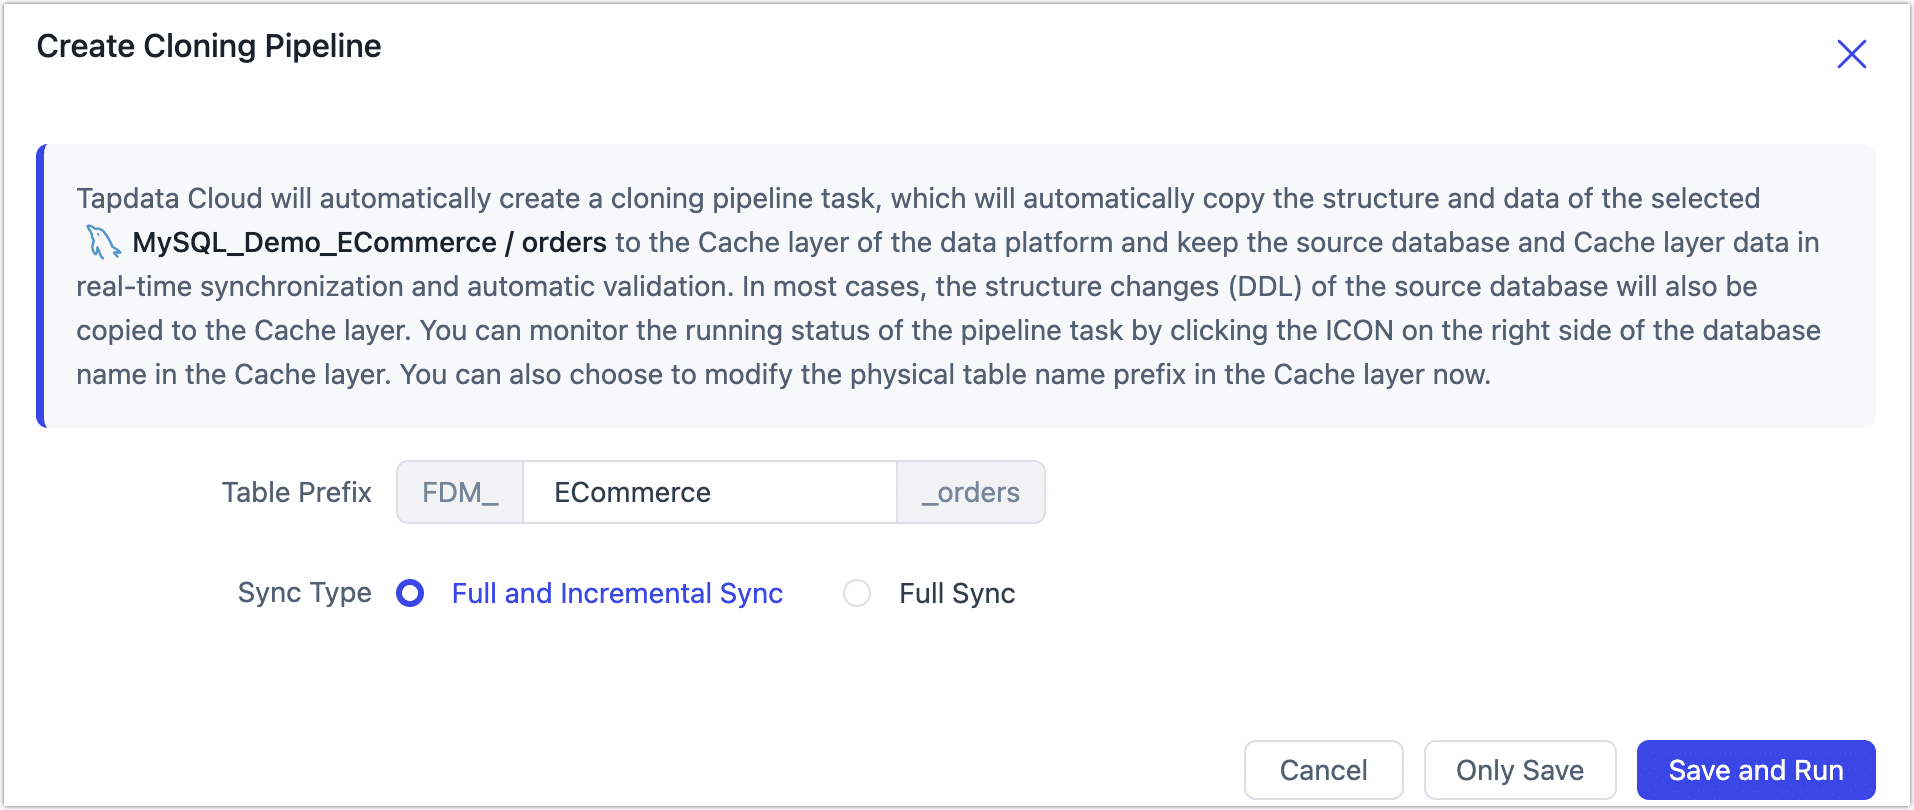 Create Cloning Pipeline
Tapdata Cloud will automatically create a cloning pipeline task, which will automatically copy the structure and data of the selected
MySQL_Demo_ECommerce / orders to the Cache layer of the data platform and keep the source database and Cache layer data in
real-time synchronization and automatic validation. In most cases, the structure changes (DDL) of the source database will also be
copied to the Cache layer. You can monitor the running status of the pipeline task by clicking the ICON on the right side of the database
name in the Cache layer. You can also choose to modify the physical table name prefix in the Cache layer now.
Table Prefix FDM_ ECommerce _orders
Sync Type Full and Incremental Sync Full Sync
Cancel Only Save Save and Run